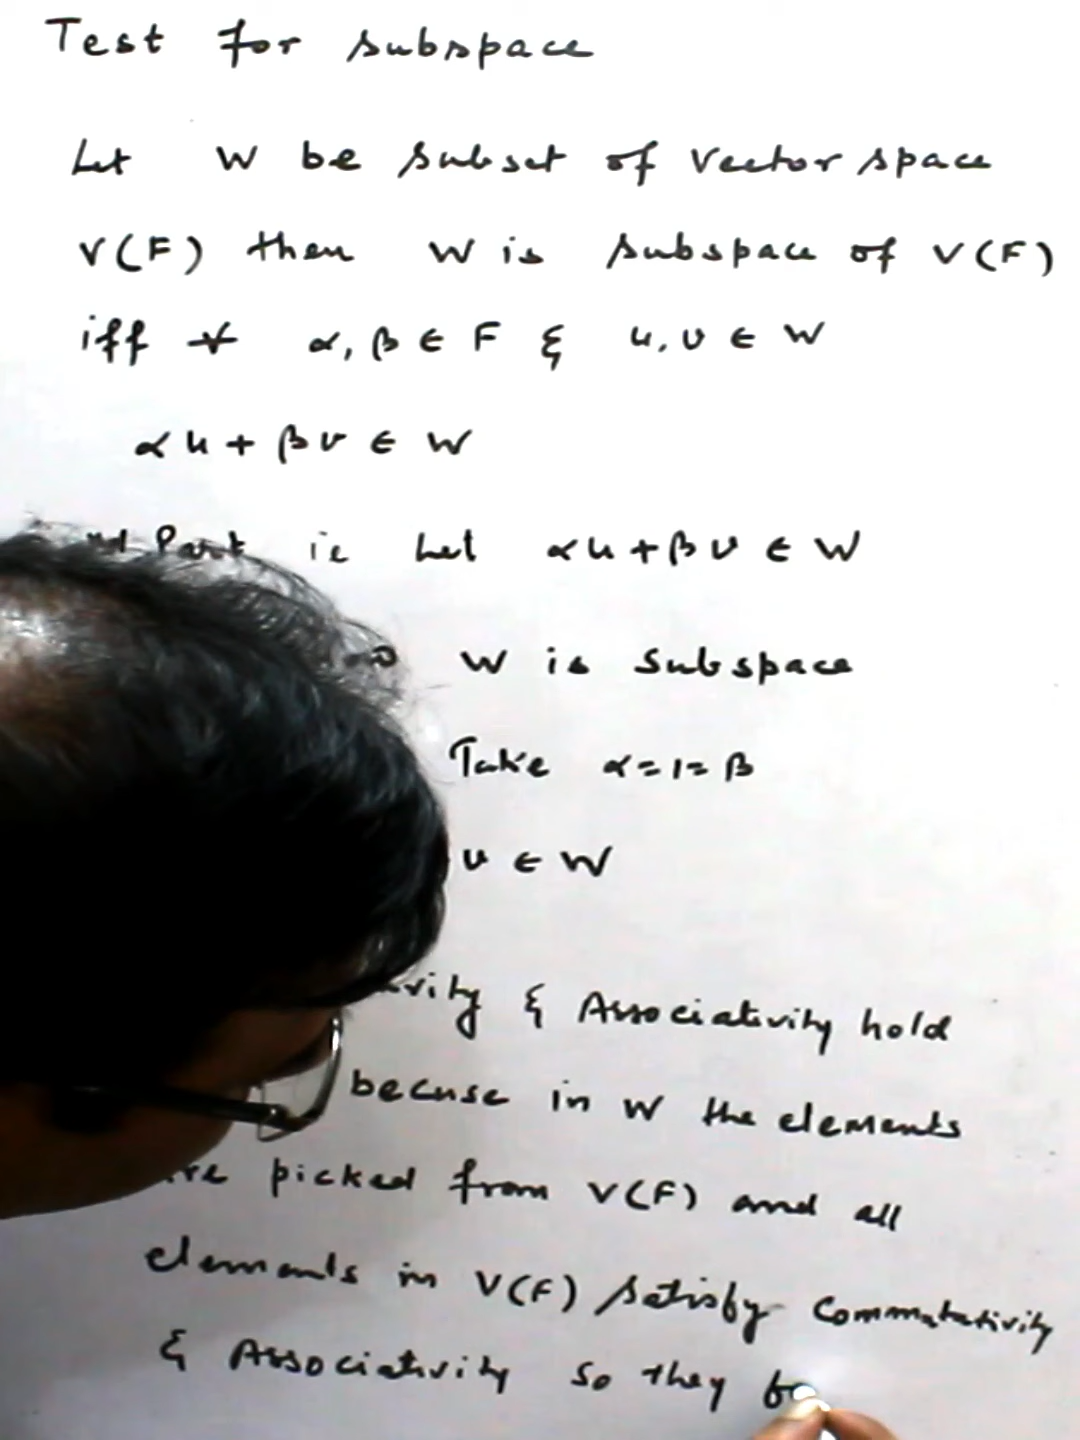 Test for subspace
Let W be subset of vector space
V(F) then W is subspace of V(F)
iff ∀ α, β ∈ F & u, v ∈ W
αu + βv ∈ W
Part ie Let αu + βv ∈ W
W is subspace
Take α = 1 = β
v ∈ W
& Associativity hold
becuse in W the elements
picked from V(F) and all
elements in V(F) satisfy Commutativity
& Associativity so they